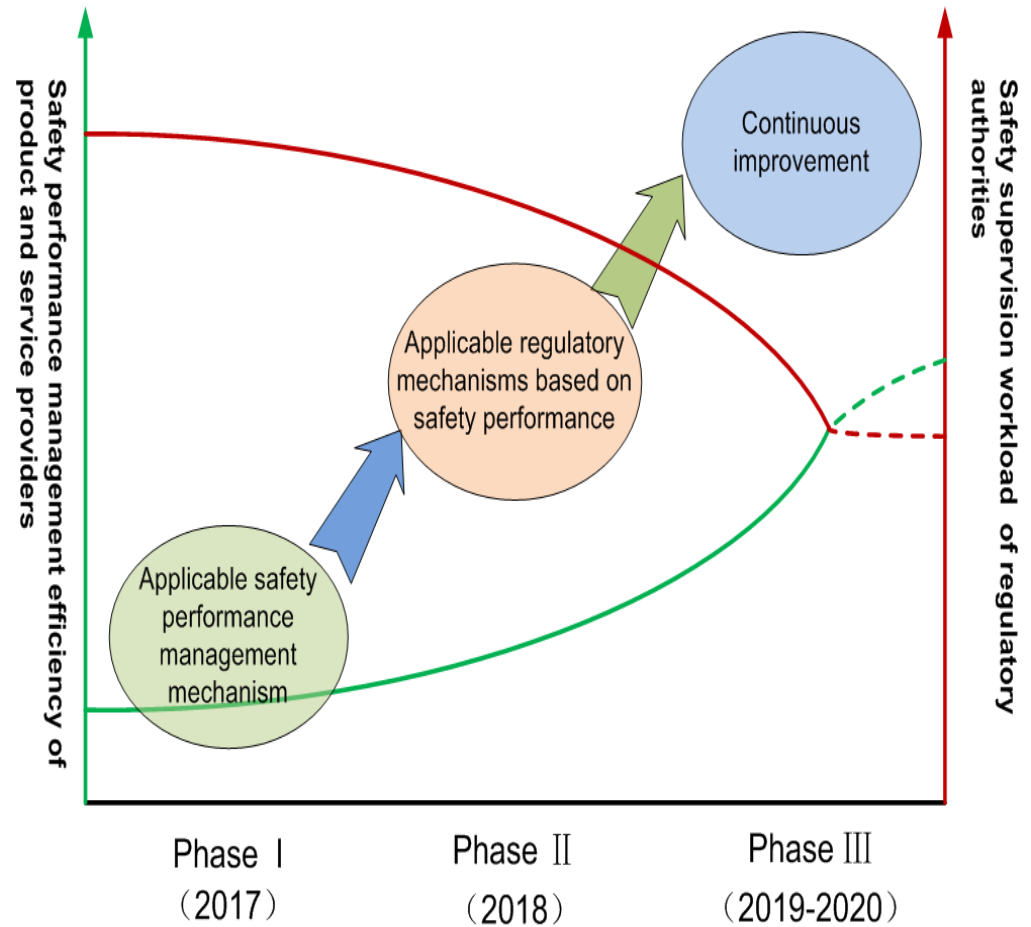 Safety performance management efficiency of
product and service providers
Continuous
improvement
Applicable regulatory
mechanisms based on
safety performance
Applicable safety
performance
management
mechanism
Safety supervision workload of regulatory
authorities
Phase Ⅰ
（2017）
Phase Ⅱ
（2018）
Phase Ⅲ
（2019-2020）